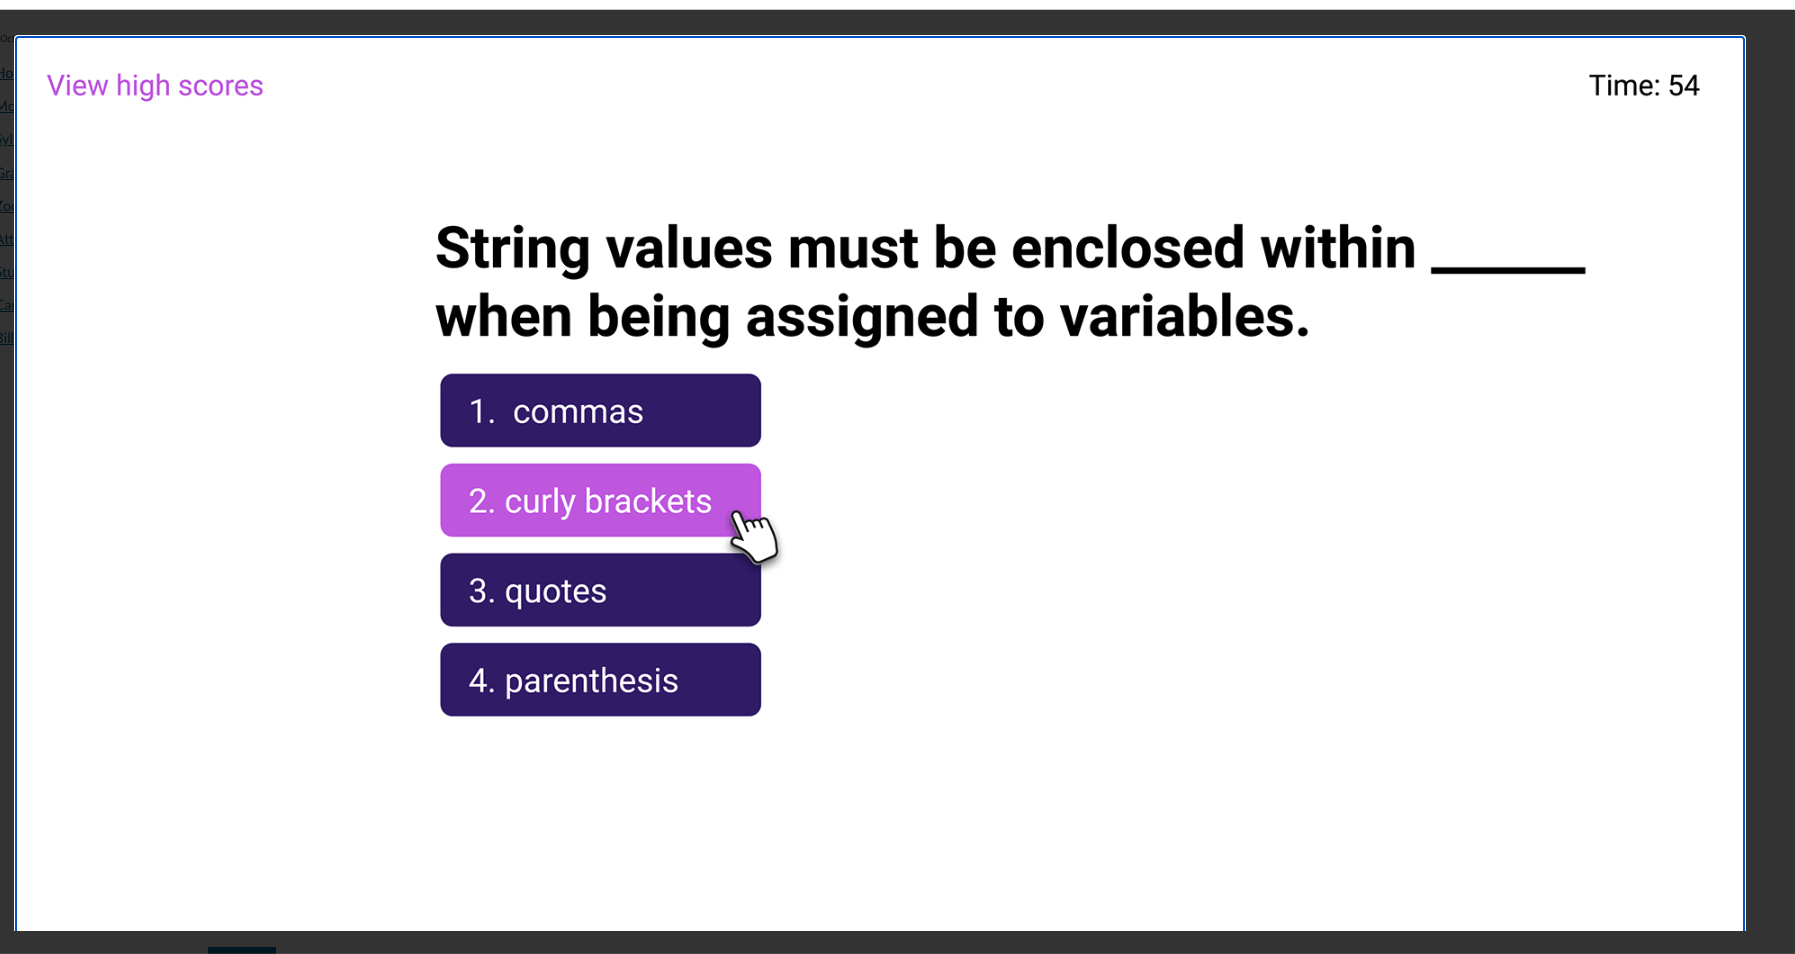 View high scores
Time: 54
String values must be enclosed within ______
when being assigned to variables.
1. commas
2. curly brackets
3. quotes
4. parenthesis